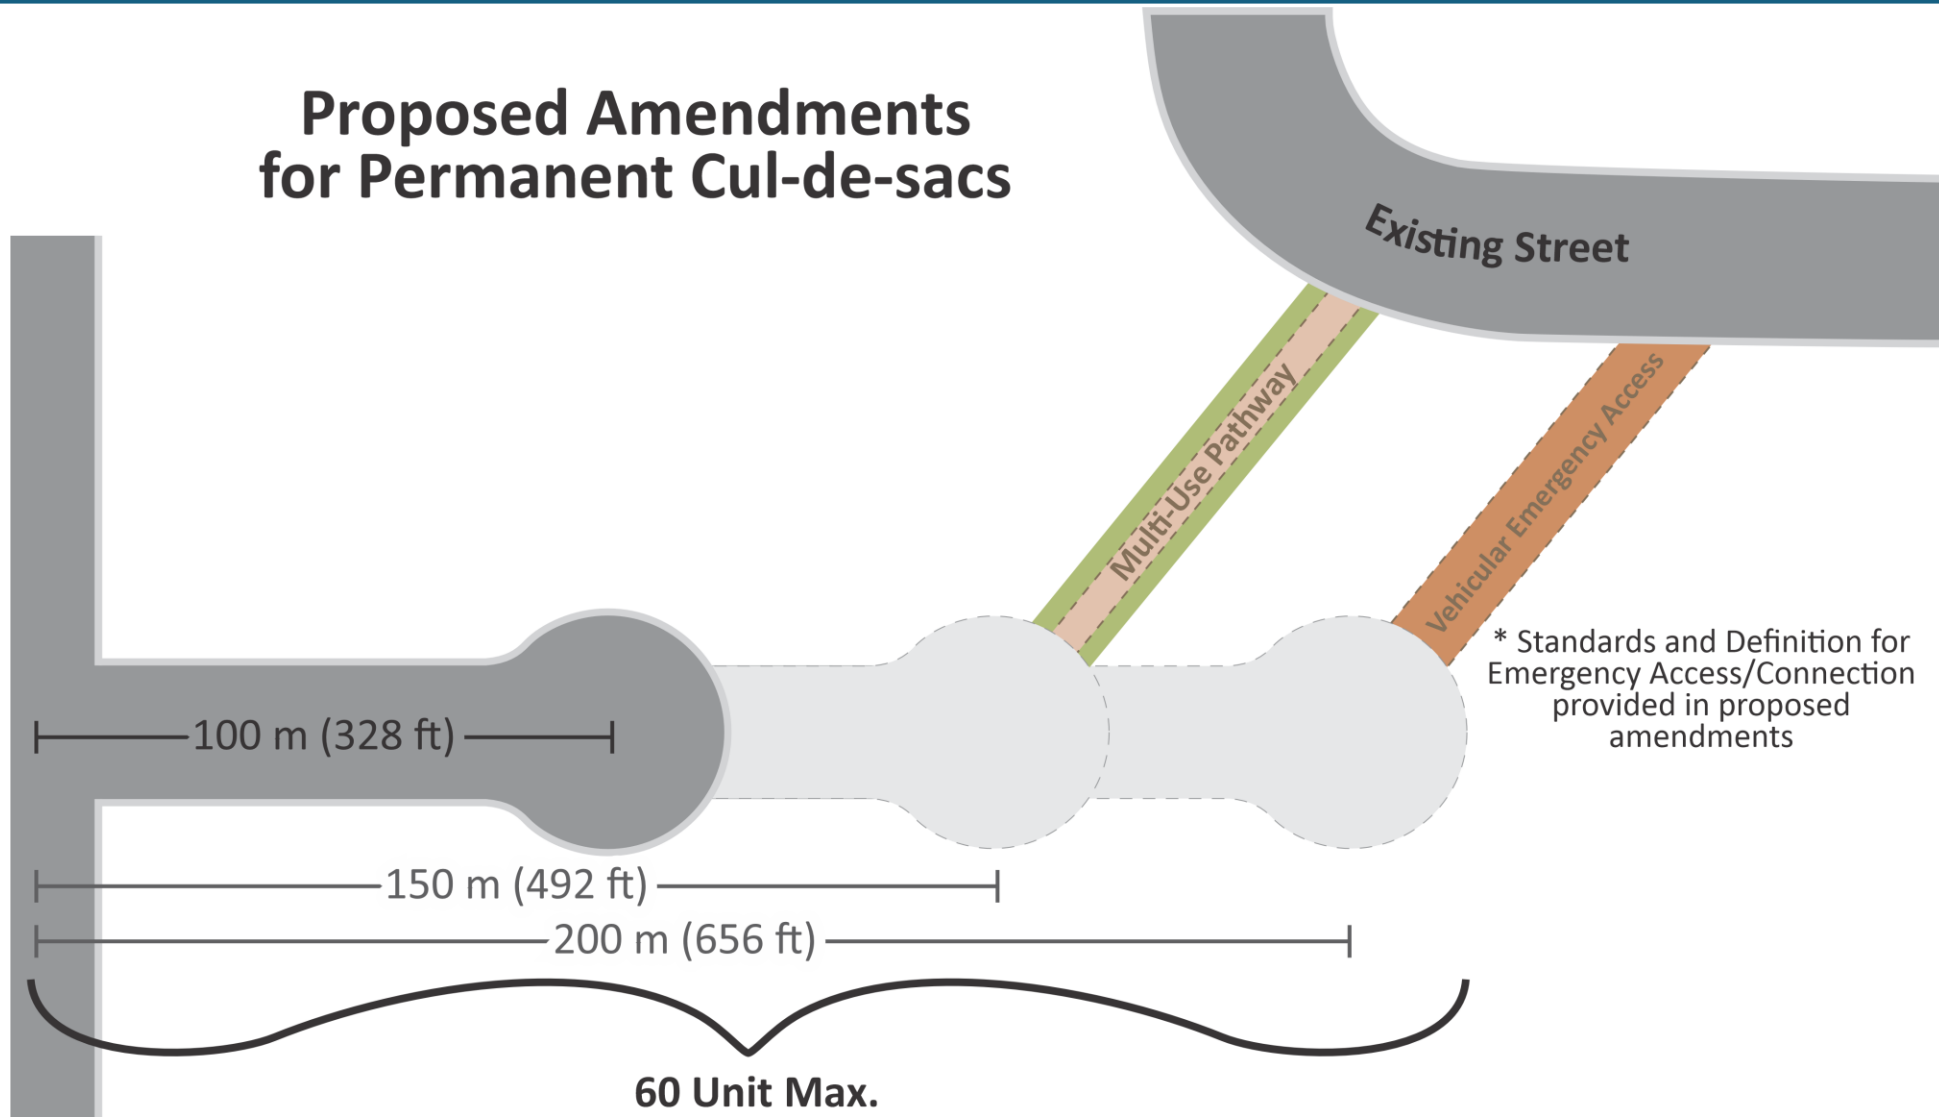 Proposed Amendments
for Permanent Cul-de-sacs
Existing Street
Multi-Use Pathway
Vehicular Emergency Access
* Standards and Definition for
Emergency Access/Connection
provided in proposed
amendments
100 m (328 ft)
150 m (492 ft)
200 m (656 ft)
60 Unit Max.